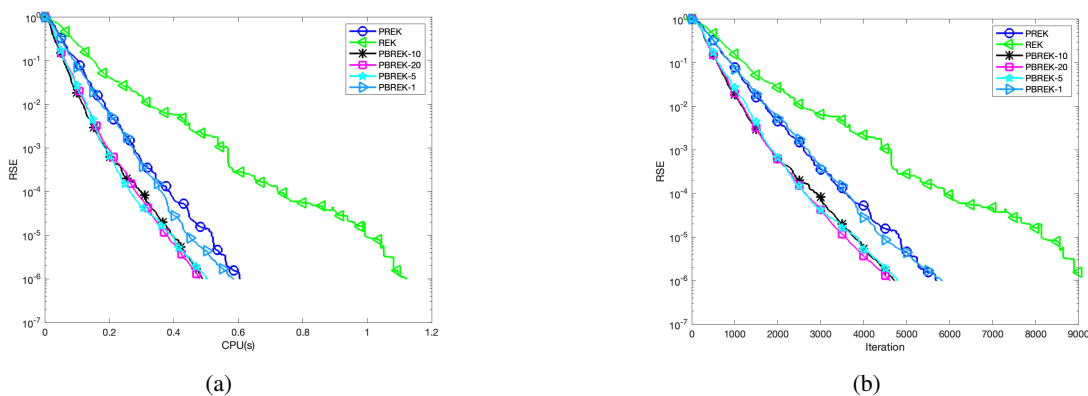 10^0
10^-1
10^-2
10^-3
10^-4
10^-5
10^-6
10^-7
RSE
PREK
REK
PBREK-10
PBREK-20
PBREK-5
PBREK-1
0 0.2 0.4 0.6 0.8 1 1.2
CPU(s)
(a)
10^0
10^-1
10^-2
10^-3
10^-4
10^-5
10^-6
10^-7
RSE
PREK
REK
PBREK-10
PBREK-20
PBREK-5
PBREK-1
0 1000 2000 3000 4000 5000 6000 7000 8000 9000
Iteration
(b)